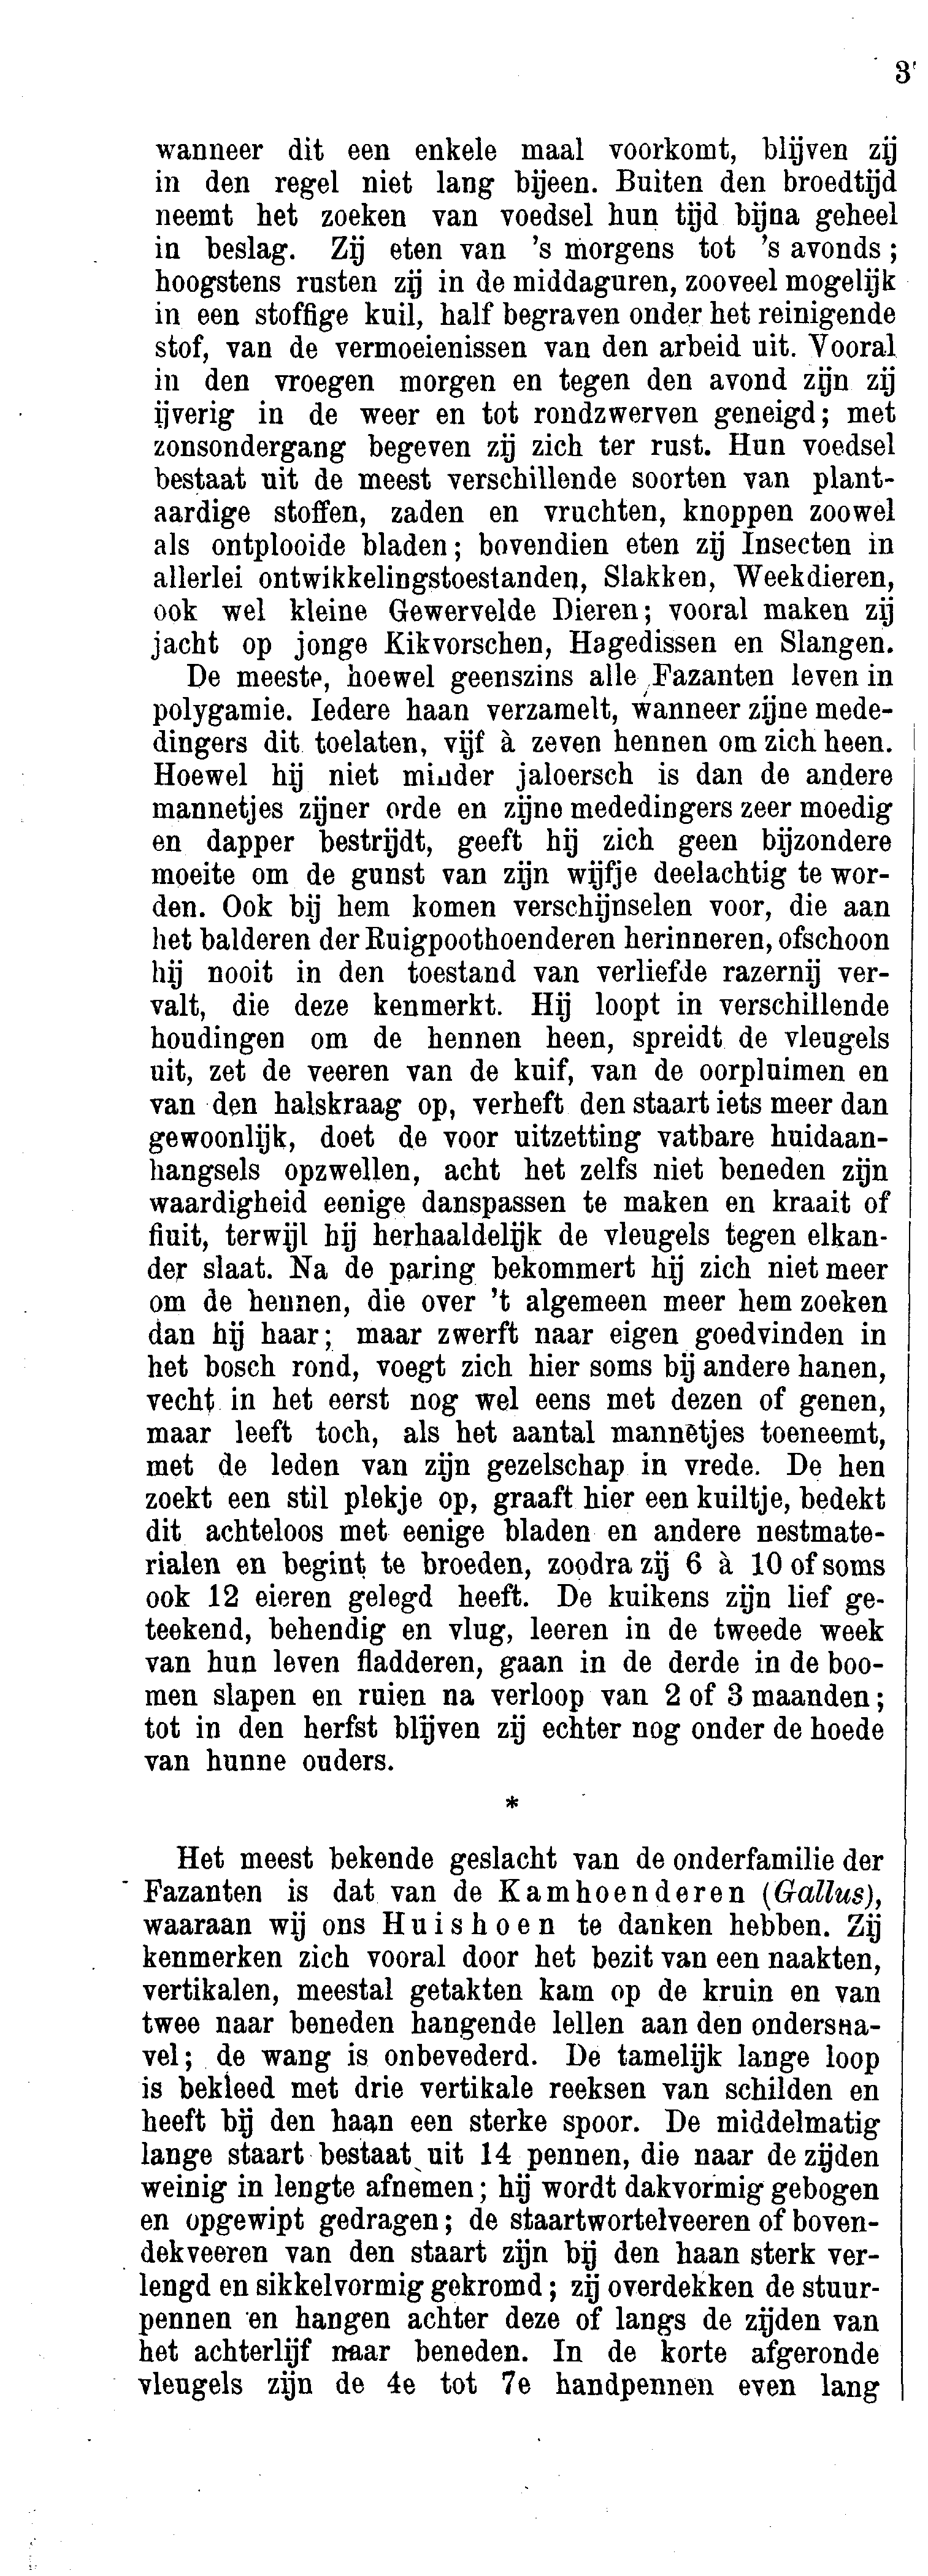 3
wanneer dit een enkele maal voorkomt, blijven zij
in den regel niet lang bijeen. Buiten den broedtijd
neemt het zoeken van voedsel hun tijd bijna geheel
in beslag. Zij eten van 's morgens tot 's avonds;
hoogstens rusten zij in de middaguren, zooveel mogelijk
in een stoffige kuil, half begraven onder het reinigende
stof, van de vermoeienissen van den arbeid uit. Vooral
in den vroegen morgen en tegen den avond zijn zij
ijverig in de weer en tot rondzwerven geneigd; met
zonsondergang begeven zij zich ter rust. Hun voedsel
bestaat uit de meest verschillende soorten van plant-
aardige stoffen, zaden en vruchten, knoppen zoowel
als ontplooide bladen; bovendien eten zij Insecten in
allerlei ontwikkelingstoestanden, Slakken, Weekdieren,
ook wel kleine Gewervelde Dieren; vooral maken zij
jacht op jonge Kikvorschen, Hagedissen en Slangen.
De meeste, hoewel geenszins alle Fazanten leven in
polygamie. Iedere haan verzamelt, wanneer zijne mede-
dingers dit toelaten, vijf à zeven hennen om zich heen.
Hoewel hij niet minder jaloersch is dan de andere
mannetjes zijner orde en zijne mededingers zeer moedig
en dapper bestrijdt, geeft hij zich geen bijzondere
moeite om de gunst van zijn wijfje deelachtig te wor-
den. Ook bij hem komen verschijnselen voor, die aan
het balderen der Ruigpoothoenderen herinneren, ofschoon
hij nooit in den toestand van verliefde razernij ver-
valt, die deze kenmerkt. Hij loopt in verschillende
houdingen om de hennen heen, spreidt de vleugels
uit, zet de veeren van de kuif, van de oorpluimen en
van den halskraag op, verheft den staart iets meer dan
gewoonlijk, doet de voor uitzetting vatbare huidaan-
hangsels opzwellen, acht het zelfs niet beneden zijn
waardigheid eenige danspassen te maken en kraait of
fluit, terwijl hij herhaaldelijk de vleugels tegen elkan-
der slaat. Na de paring bekommert hij zich niet meer
om de hennen, die over 't algemeen meer hem zoeken
dan hij haar; maar zwerft naar eigen goedvinden in
het bosch rond, voegt zich hier soms bij andere hanen,
vecht in het eerst nog wel eens met dezen of genen,
maar leeft toch, als het aantal mannetjes toeneemt,
met de leden van zijn gezelschap in vrede. De hen
zoekt een stil plekje op, graaft hier een kuiltje, bedekt
dit achteloos met eenige bladen en andere nestmate-
rialen en begint te broeden, zoodra zij 6 à 10 of soms
ook 12 eieren gelegd heeft. De kuikens zijn lief ge-
teekend, behendig en vlug, leeren in de tweede week
van hun leven fladderen, gaan in de derde in de boo-
men slapen en ruien na verloop van 2 of 3 maanden;
tot in den herfst blijven zij echter nog onder de hoede
van hunne ouders.
*
Het meest bekende geslacht van de onderfamilie der
Fazanten is dat van de Kamhoenderen (Gallus),
waaraan wij ons Huishoen te danken hebben. Zij
kenmerken zich vooral door het bezit van een naakten,
vertikalen, meestal getakten kam op de kruin en van
twee naar beneden hangende lellen aan den ondersna-
vel; de wang is onbevederd. De tamelijk lange loop
is bekleed met drie vertikale reeksen van schilden en
heeft bij den haan een sterke spoor. De middelmatig
lange staart bestaat uit 14 pennen, die naar de zijden
weinig in lengte afnemen; hij wordt dakvormig gebogen
en opgewipt gedragen; de staartwortelveeren of boven-
dekveeren van den staart zijn bij den haan sterk ver-
lengd en sikkelvormig gekromd; zij overdekken de stuur-
pennen en hangen achter deze of langs de zijden van
het achterlijf naar beneden. In de korte afgeronde
vleugels zijn de 4e tot 7e handpennen even lang